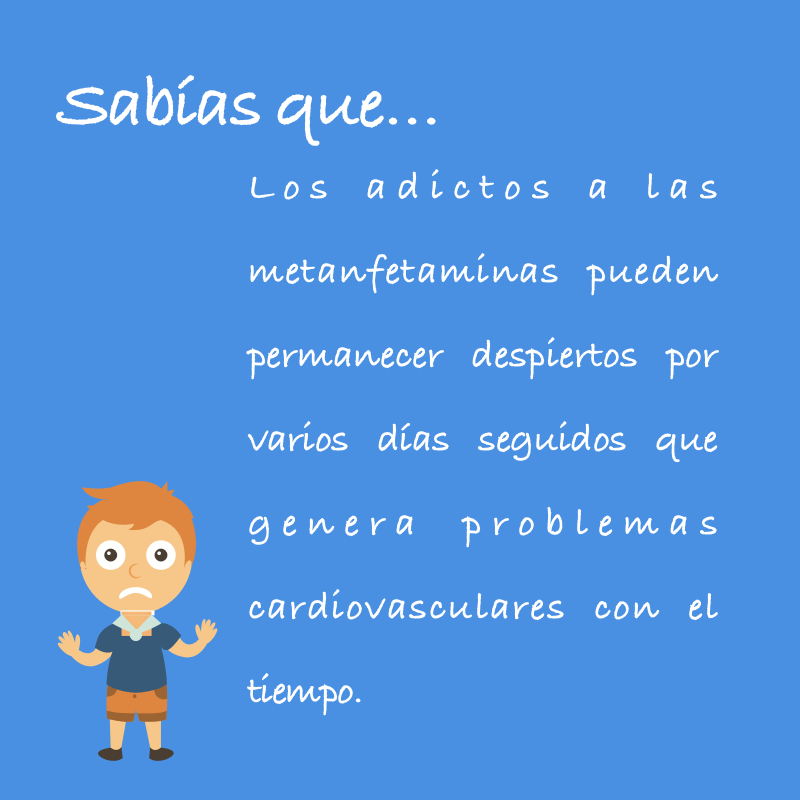 Sabías que...
Los adictos a las
metanfetaminas pueden
permanecer despiertos por
varios días seguidos que
genera problemas
cardiovasculares con el
tiempo.